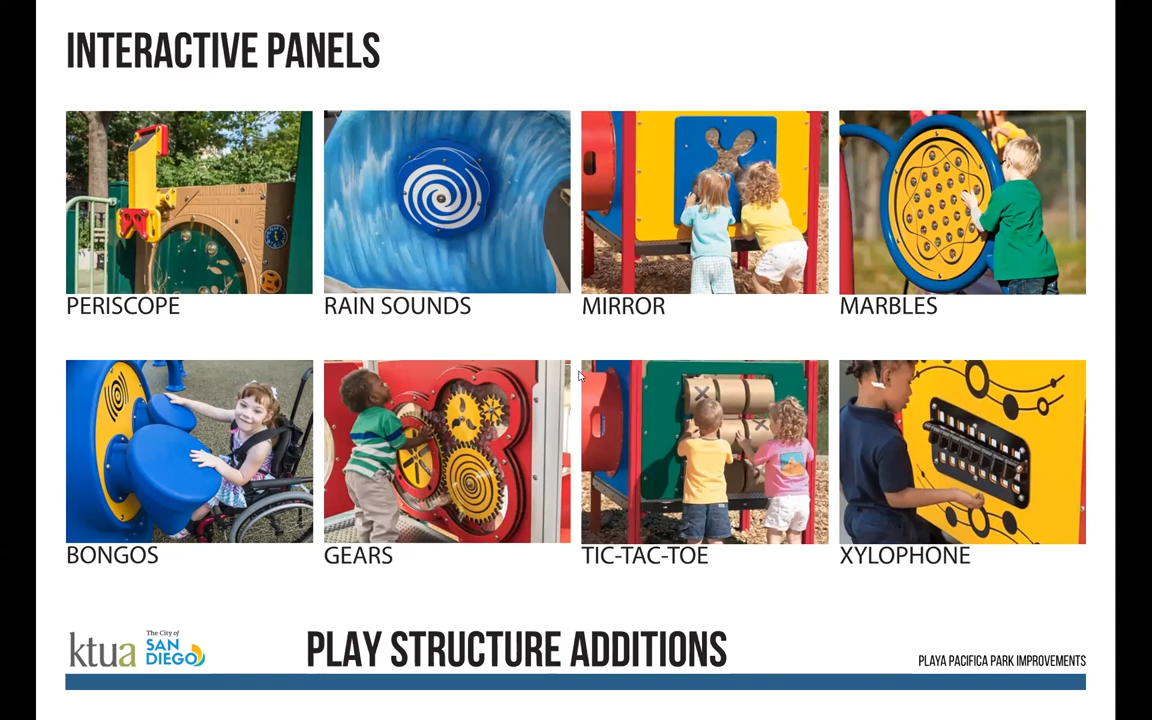 INTERACTIVE PANELS
PERISCOPE
RAIN SOUNDS
MIRROR
MARBLES
BONGOS
GEARS
TIC-TAC-TOE
XYLOPHONE
ktua
The City of
SAN
DIEGO
PLAY STRUCTURE ADDITIONS
PLAYA PACIFICA PARK IMPROVEMENTS